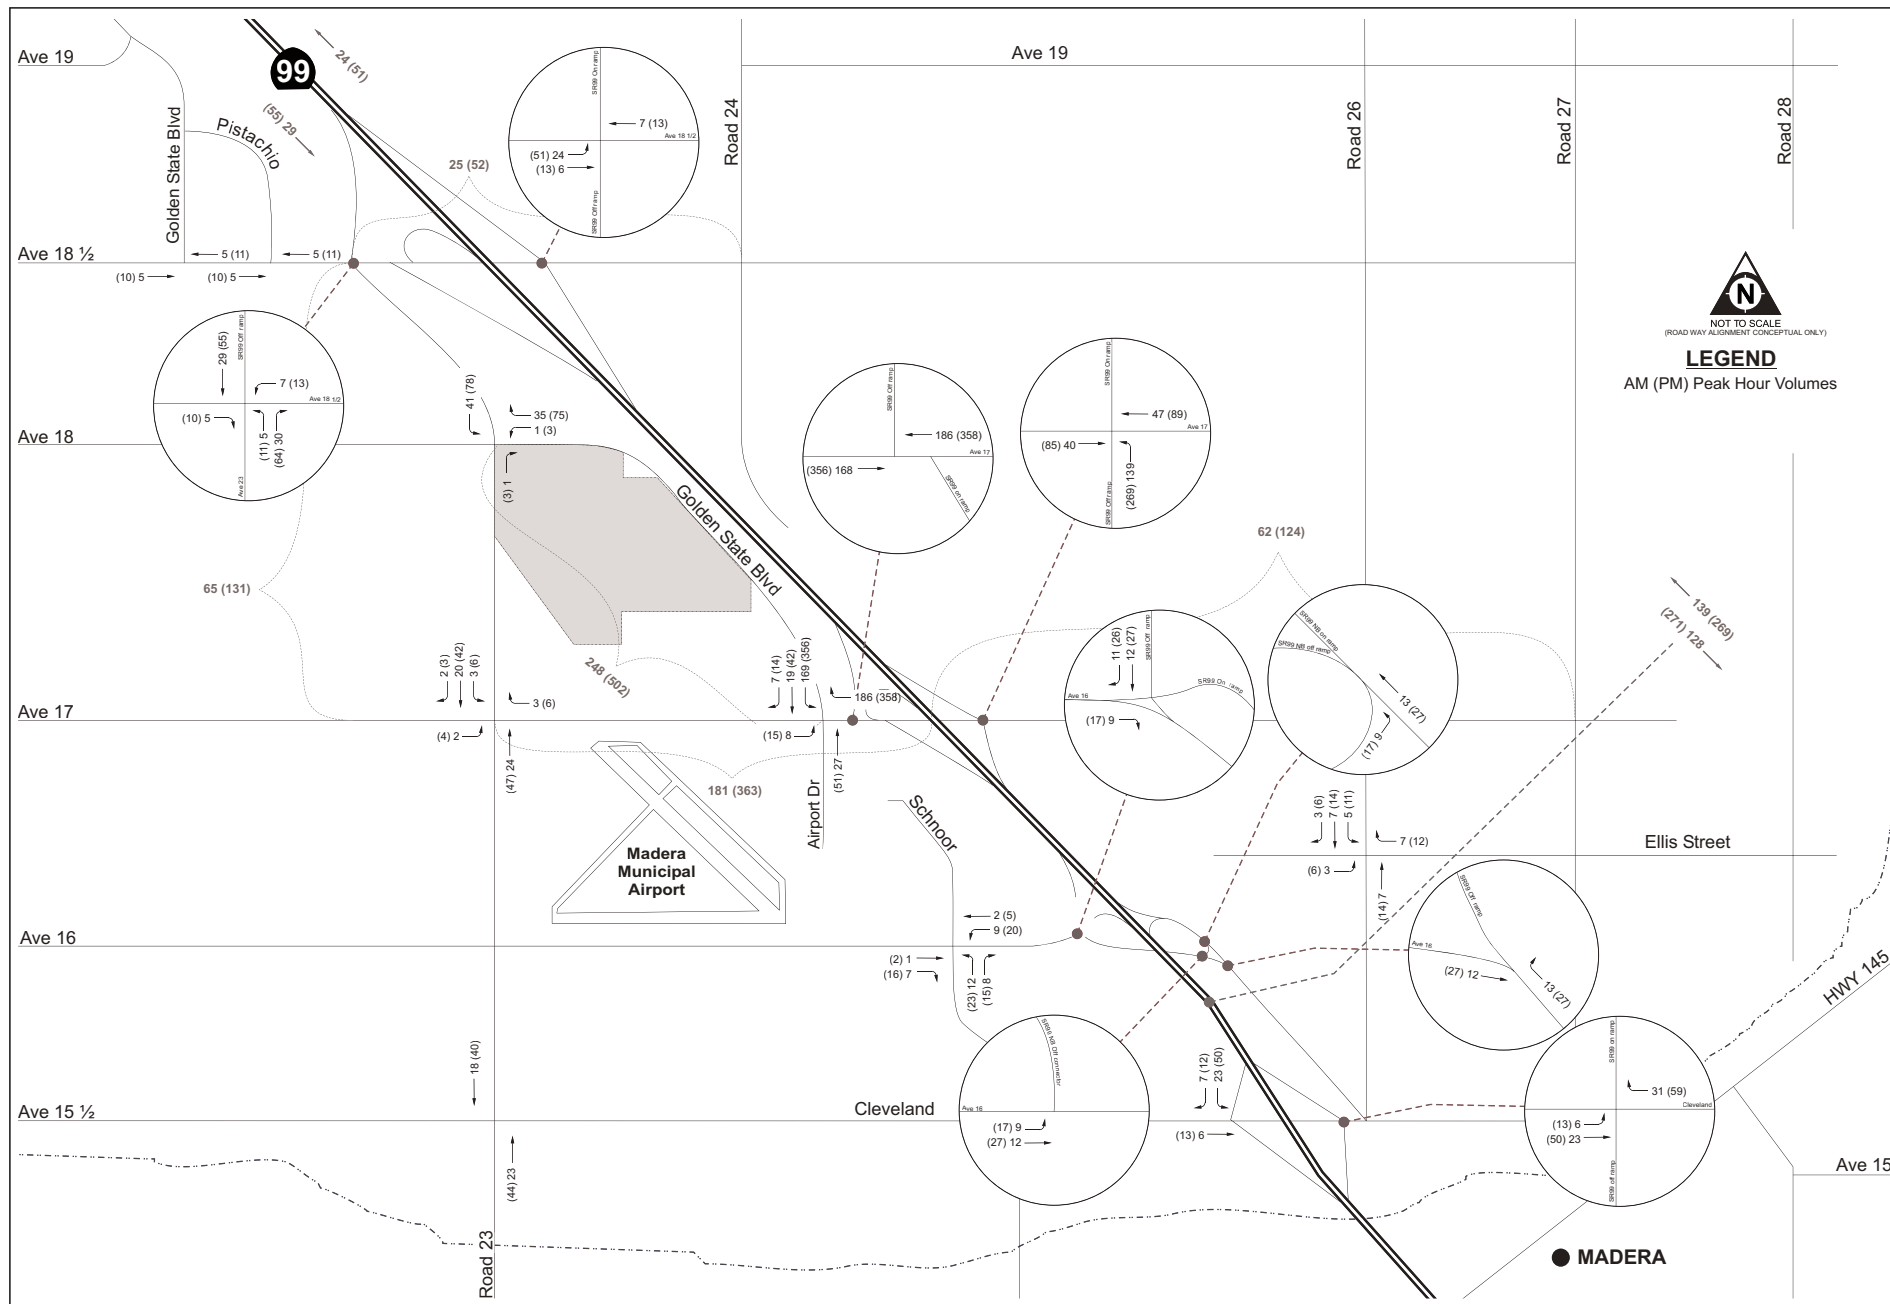 Ave 19
99
24 (51)
(55) 29
Golden State Blvd
Pistachio
25 (52)
SR99 On ramp
7 (13)
Ave 18 1/2
(51) 24
(13) 6
SR99 Off ramp
Road 24
Ave 19
Road 26
Road 27
Road 28
Ave 18 ½
5 (11)
5 (11)
(10) 5
(10) 5
N
NOT TO SCALE
(ROAD WAY ALIGNMENT CONCEPTUAL ONLY)
LEGEND
AM (PM) Peak Hour Volumes
29 (55)
SR99 Off ramp
7 (13)
Ave 18 1/2
(10) 5
(11) 5
(64) 30
Ave 23
41 (78)
35 (75)
1 (3)
(3) 1
Ave 18
Golden State Blvd
SR99 Off ramp
186 (358)
Ave 17
(356) 168
SR99 on ramp
SR99 On ramp
47 (89)
Ave 17
(85) 40
(269) 139
SR99 Off ramp
62 (124)
65 (131)
248 (502)
139 (269)
(271) 128
2 (3)
20 (42)
3 (6)
3 (6)
(4) 2
(47) 24
Ave 17
7 (14)
19 (42)
169 (356)
186 (358)
(15) 8
(51) 27
181 (363)
Airport Dr
11 (26)
12 (27)
SR99 Off ramp
Ave 16
SR99 On ramp
(17) 9
SR99 NB on ramp
SR99 NB off ramp
13 (27)
(17) 9
Madera
Municipal
Airport
Schnoor
3 (6)
7 (14)
5 (11)
7 (12)
(6) 3
(14) 7
Ellis Street
Ave 16
2 (5)
9 (20)
(2) 1
(16) 7
(23) 12
(15) 8
SR99 Off ramp
Ave 16
(27) 12
13 (27)
HWY 145
18 (40)
Ave 15 ½
(44) 23
Road 23
Cleveland
SR99 NB Off connector
Ave 16
(17) 9
(27) 12
7 (12)
23 (50)
(13) 6
SR99 on ramp
31 (59)
Cleveland
(13) 6
(50) 23
SR99 off ramp
Ave 15
MADERA